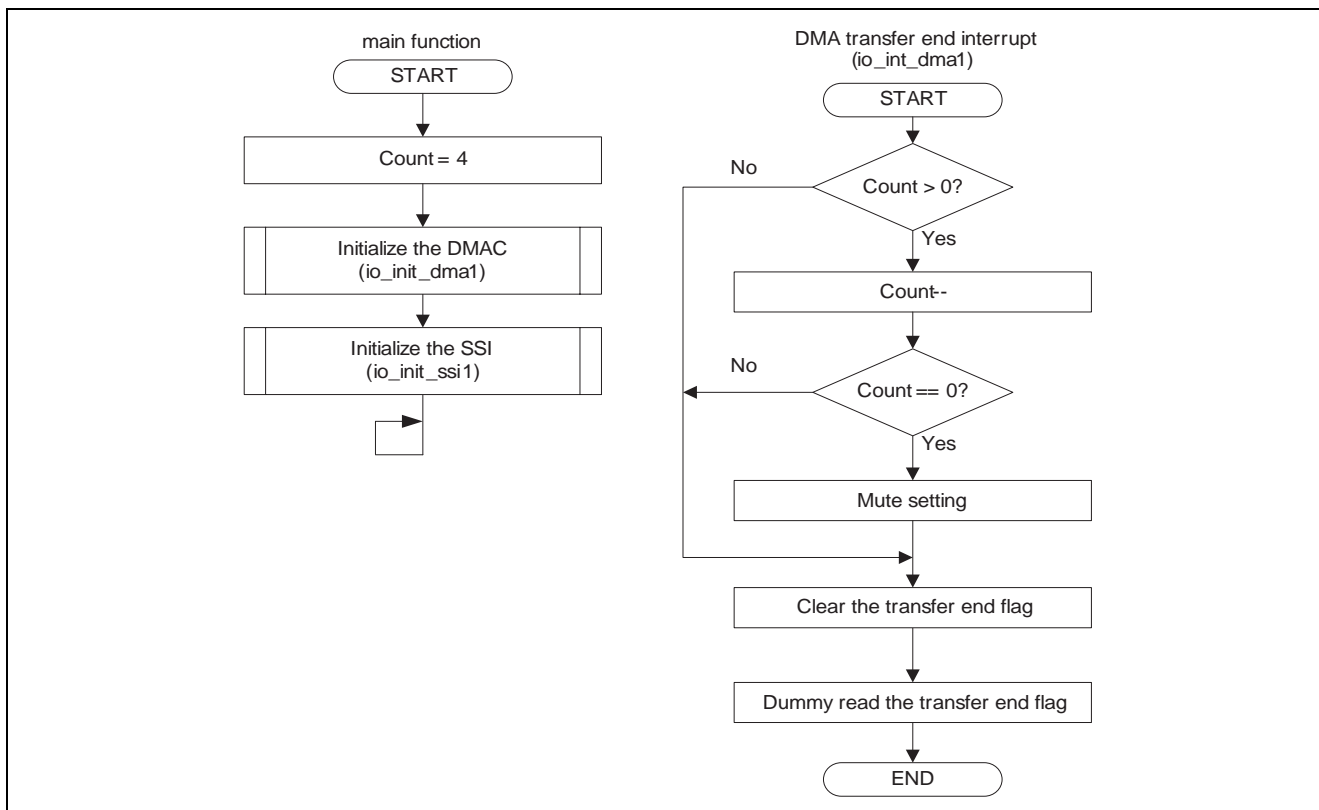 main function
START
Count = 4
Initialize the DMAC
(io_init_dma1)
Initialize the SSI
(io_init_ssi1)
DMA transfer end interrupt
(io_int_dma1)
START
Count > 0?
No
Yes
Count--
Count == 0?
No
Yes
Mute setting
Clear the transfer end flag
Dummy read the transfer end flag
END